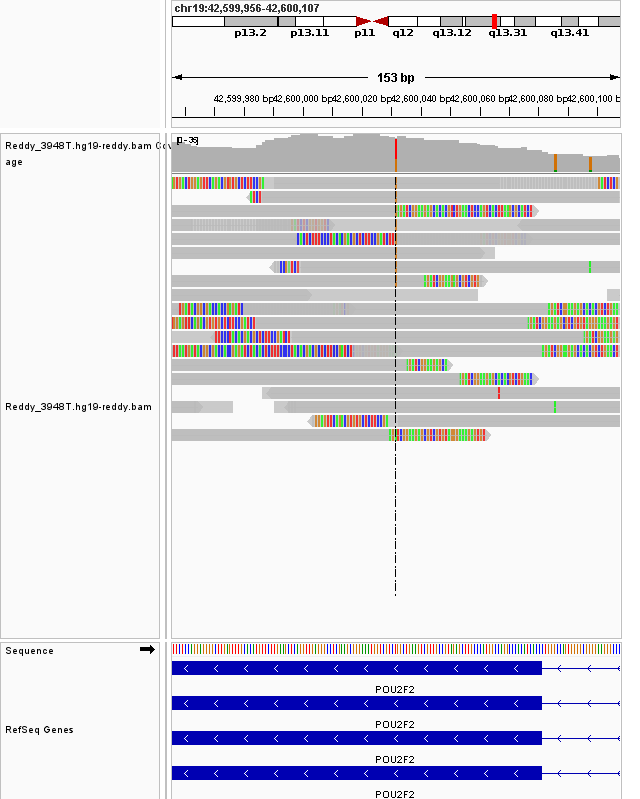 chr19:42,599,956-42,600,107
p13.2 p13.11 p11 q12 q13.12 q13.31 q13.41
153 bp
42,599,980 bp 42,600,000 bp 42,600,020 bp 42,600,040 bp 42,600,060 bp 42,600,080 bp 42,600,100 b
Reddy_3948T.hg19-reddy.bam Cov
age
[0-36]
Reddy_3948T.hg19-reddy.bam
Sequence
POU2F2
POU2F2
RefSeq Genes
POU2F2
POU2F2